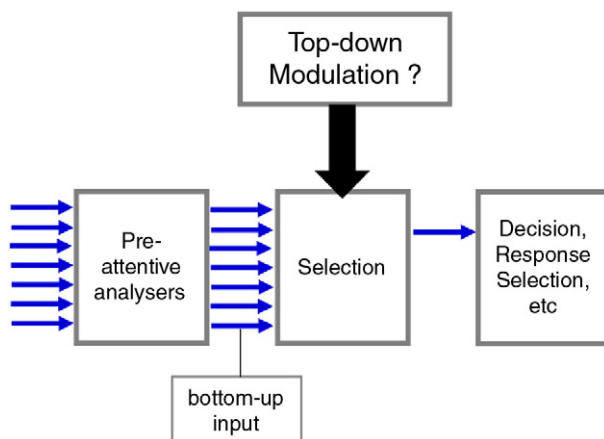 Top-down
Modulation ?
Pre-
attentive
analysers
Selection
Decision,
Response
Selection,
etc
bottom-up
input